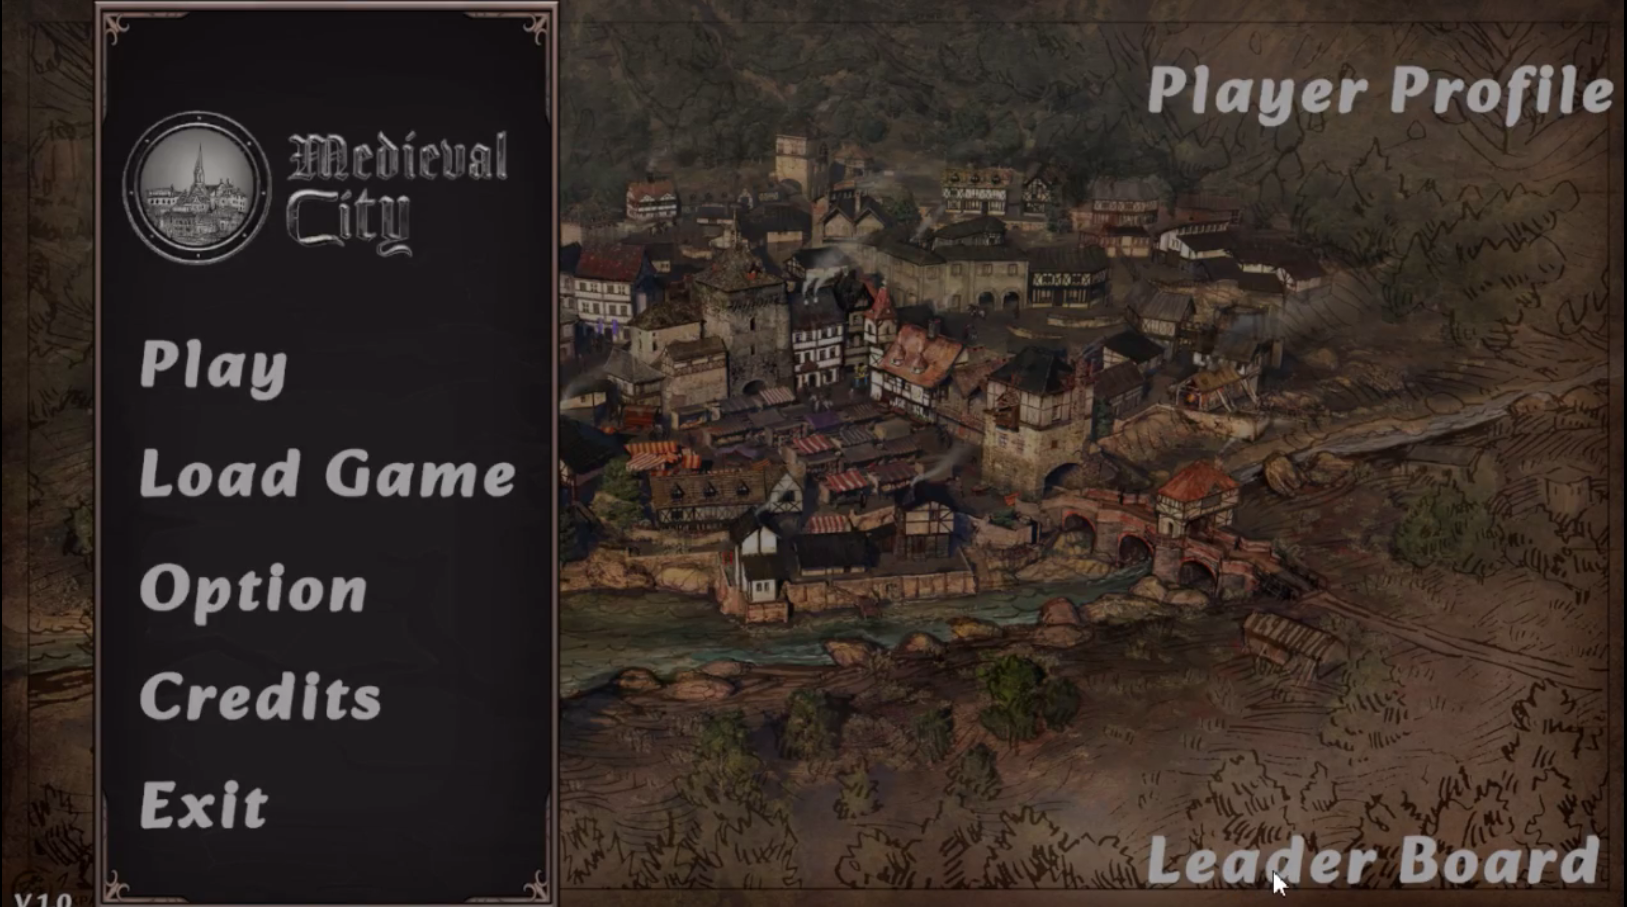 Medieval
City
Play
Load Game
Option
Credits
Exit
Player Profile
Leader Board